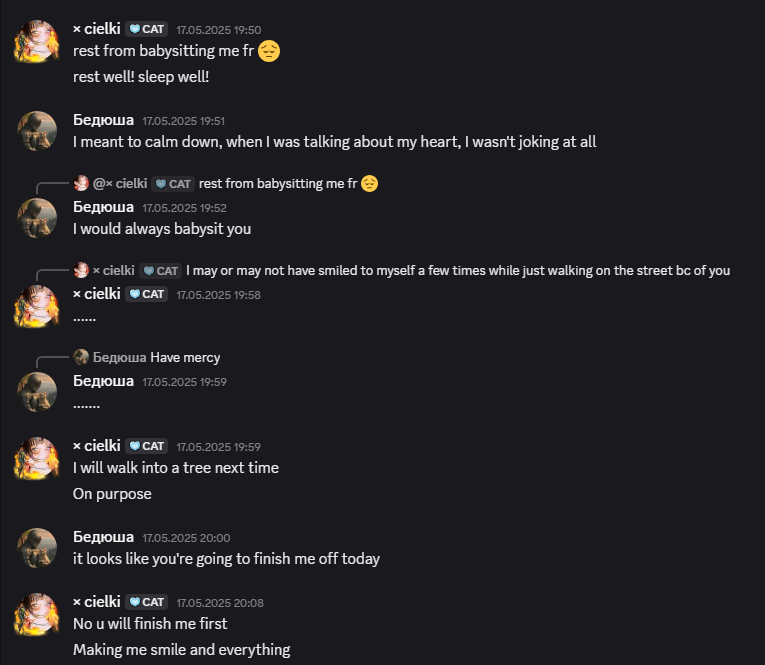 × cielki CAT 17.05.2025 19:50
rest from babysitting me fr 😔
rest well! sleep well!
Бедюша 17.05.2025 19:51
I meant to calm down, when I was talking about my heart, I wasn't joking at all
@× cielki CAT rest from babysitting me fr 😔
Бедюша 17.05.2025 19:52
I would always babysit you
× cielki CAT I may or may not have smiled to myself a few times while just walking on the street bc of you
× cielki CAT 17.05.2025 19:58
......
Бедюша Have mercy
Бедюша 17.05.2025 19:59
.......
× cielki CAT 17.05.2025 19:59
I will walk into a tree next time
On purpose
Бедюша 17.05.2025 20:00
it looks like you're going to finish me off today
× cielki CAT 17.05.2025 20:08
No u will finish me first
Making me smile and everything